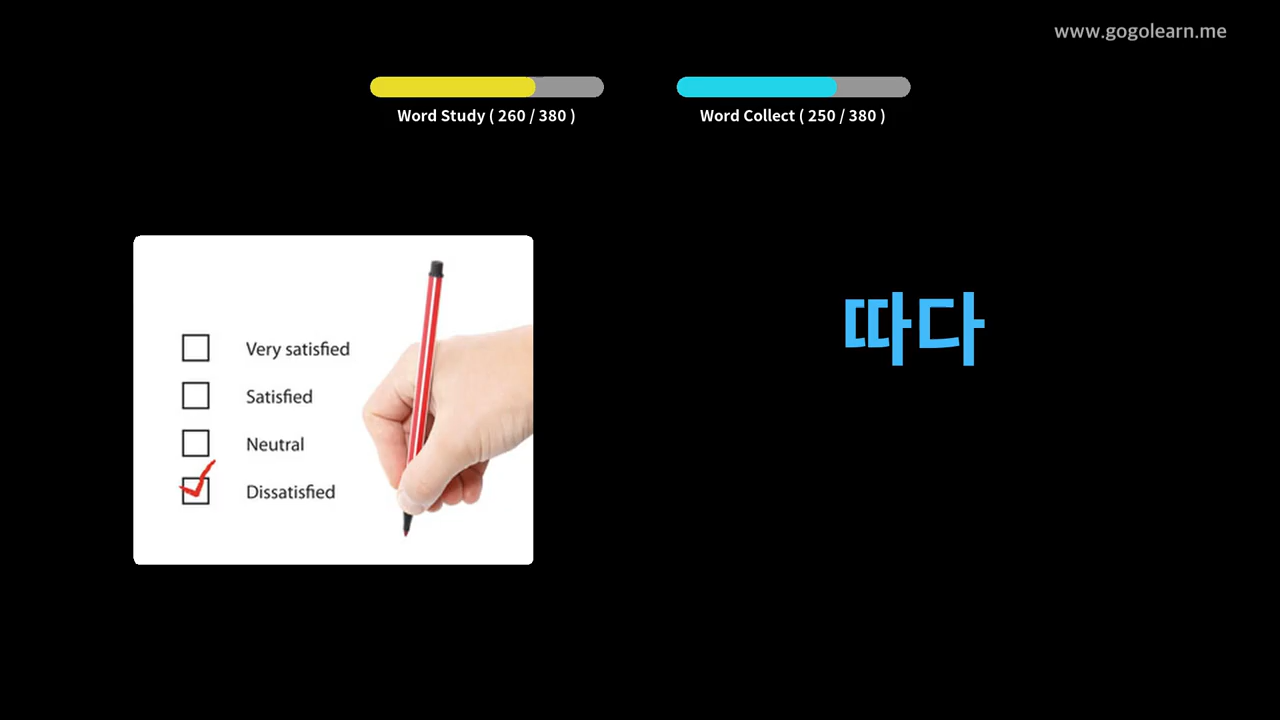 www.gogolearn.me
Word Study ( 260 / 380 )
Word Collect ( 250 / 380 )
Very satisfied
Satisfied
Neutral
Dissatisfied
따다